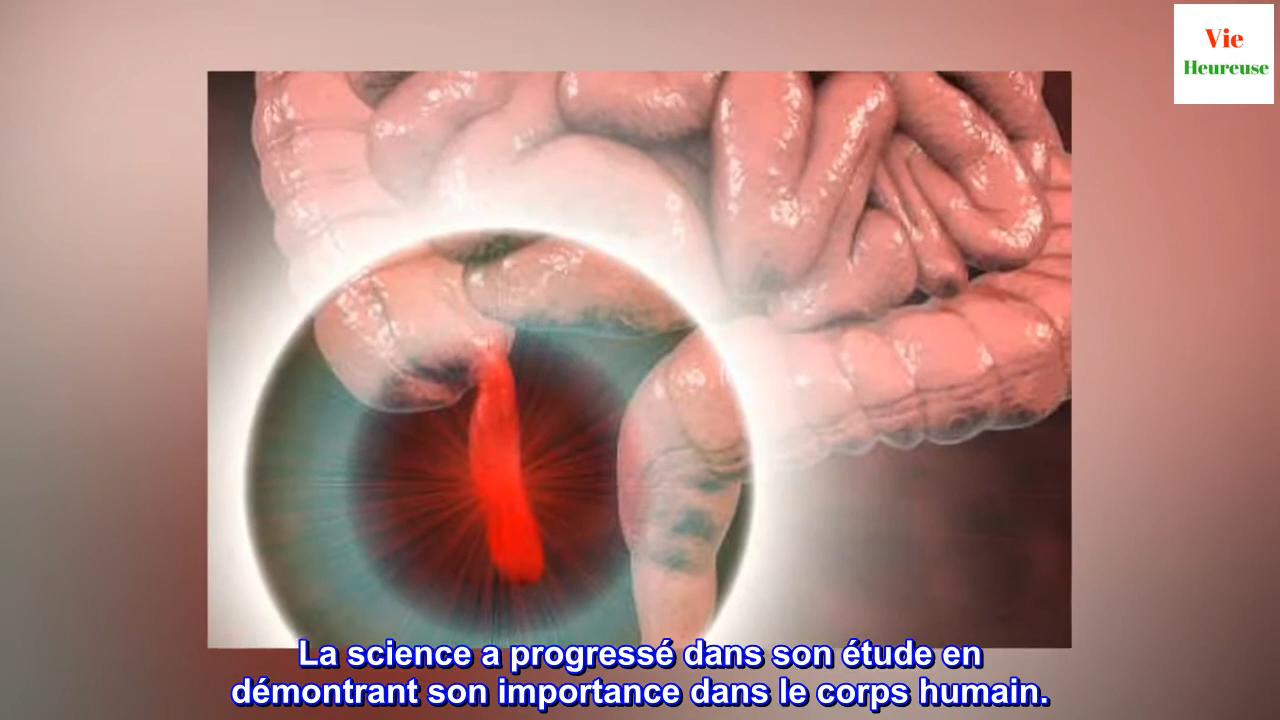 Vie
Heureuse
La science a progressé dans son étude en
démontrant son importance dans le corps humain.